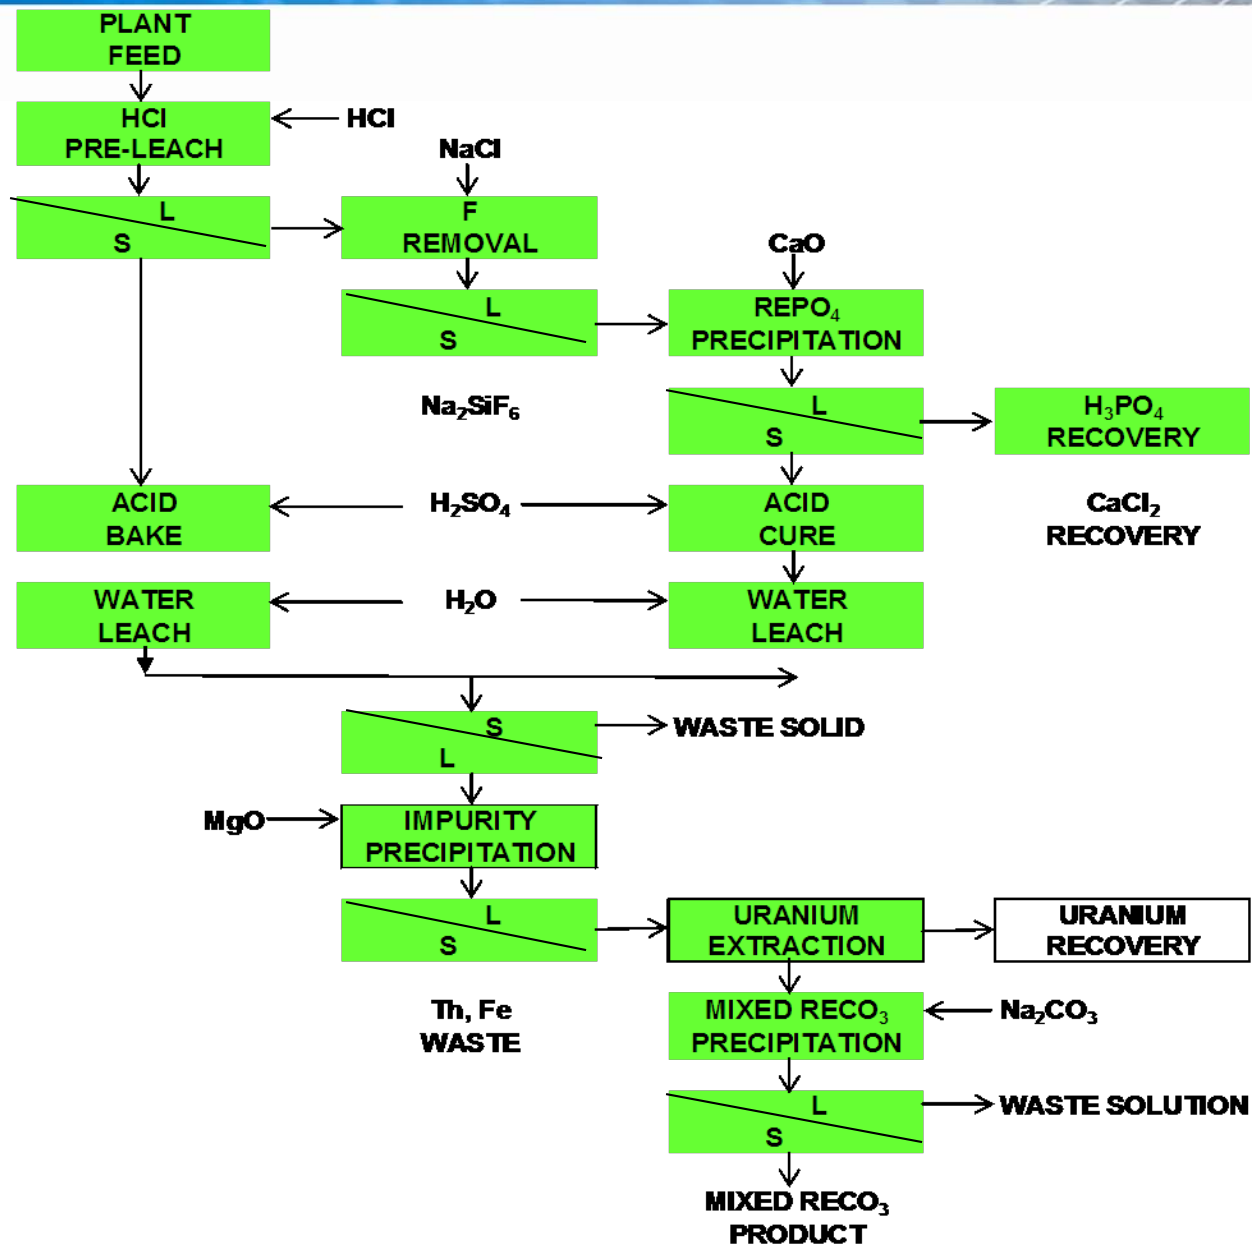 PLANT
FEED
HCl
PRE-LEACH
HCl
NaCl
L
S
F
REMOVAL
CaO
L
S
REPO₄
PRECIPITATION
Na₂SiF₆
L
S
H₃PO₄
RECOVERY
ACID
BAKE
H₂SO₄
ACID
CURE
CaCl₂
RECOVERY
WATER
LEACH
H₂O
WATER
LEACH
S
L
WASTE SOLID
MgO
IMPURITY
PRECIPITATION
L
S
URANIUM
EXTRACTION
URANIUM
RECOVERY
Th, Fe
WASTE
MIXED RECO₃
PRECIPITATION
Na₂CO₃
L
S
WASTE SOLUTION
MIXED RECO₃
PRODUCT